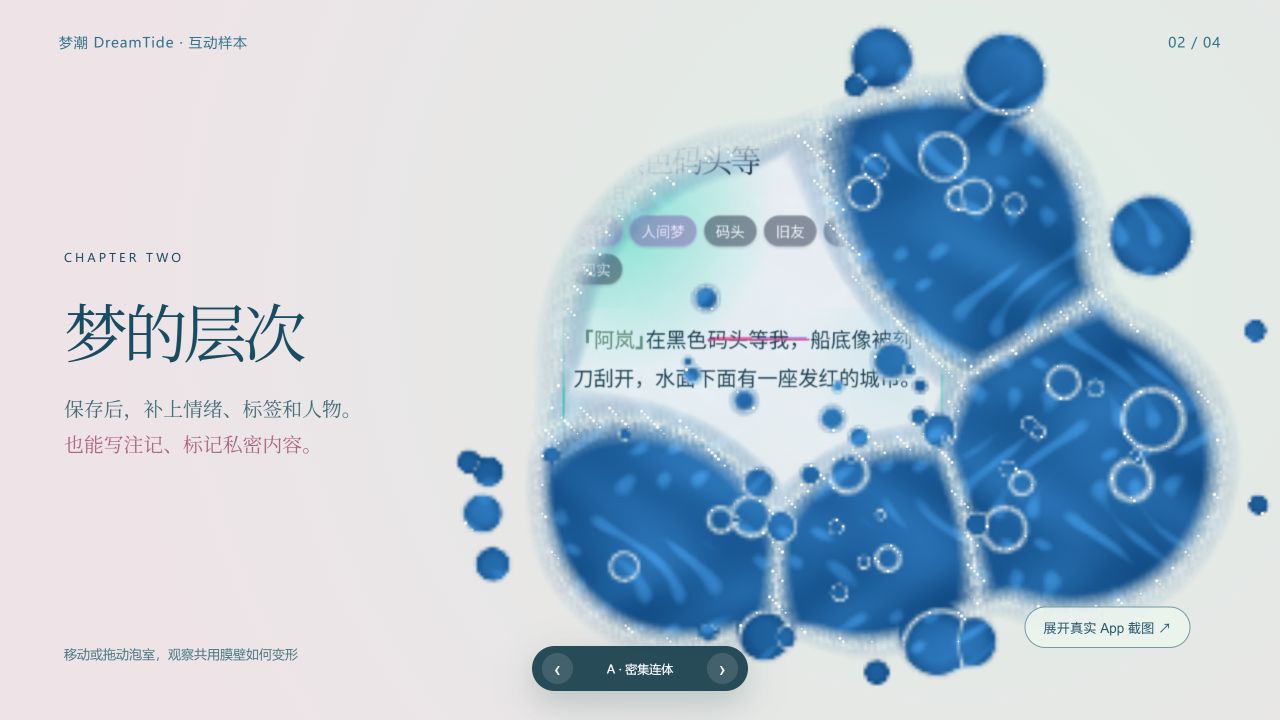 梦潮 DreamTide · 互动样本
02 / 04
色码头等
人间梦 码头 旧友
现实
CHAPTER TWO
梦的层次
「阿岚」在黑色码头等我，船底像被刻
刀刮开，水面下面有一座发红的城市。
保存后，补上情绪、标签和人物。
也能写注记、标记私密内容。
展开真实 App 截图 ↗
移动或拖动泡室，观察共用膜壁如何变形
‹ A · 密集连体 ›